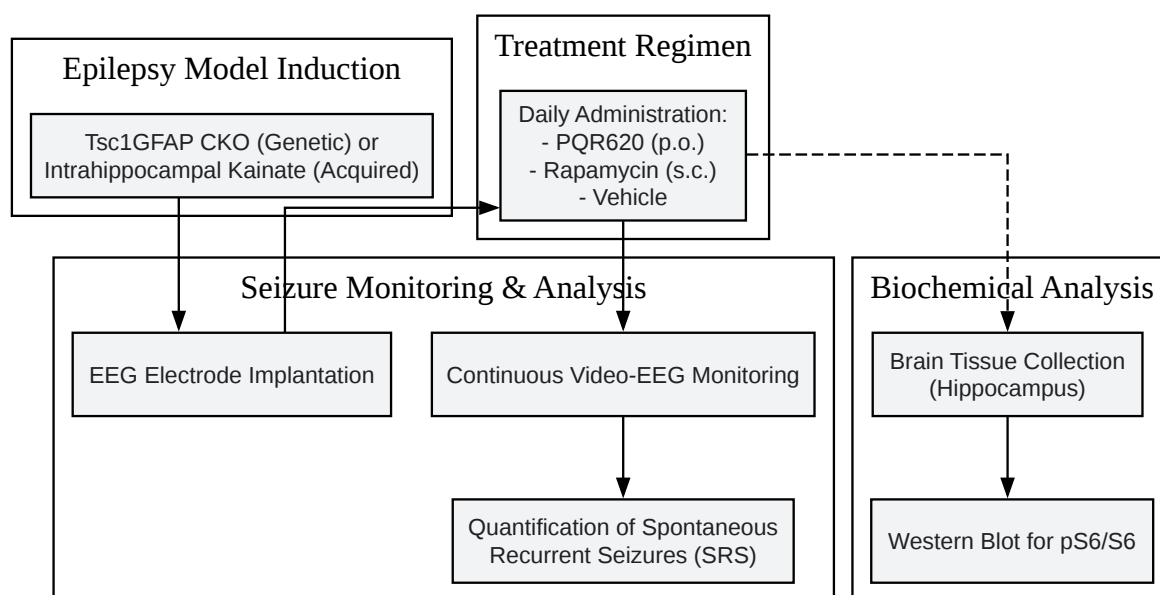 Epilepsy Model Induction
Tsc1GFAP CKO (Genetic) or
Intrahippocampal Kainate (Acquired)
Treatment Regimen
Daily Administration:
- PQR620 (p.o.)
- Rapamycin (s.c.)
- Vehicle
Seizure Monitoring & Analysis
EEG Electrode Implantation
Continuous Video-EEG Monitoring
Quantification of Spontaneous
Recurrent Seizures (SRS)
Biochemical Analysis
Brain Tissue Collection
(Hippocampus)
Western Blot for pS6/S6